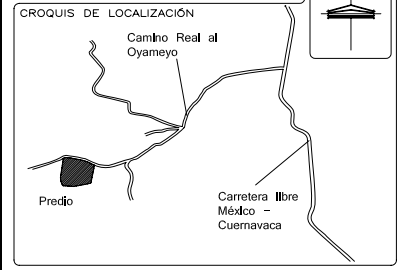 CROQUIS DE LOCALIZACIÓN
Camino Real al
Oyameyo
Predio
Carretera libre
México -
Cuernavaca